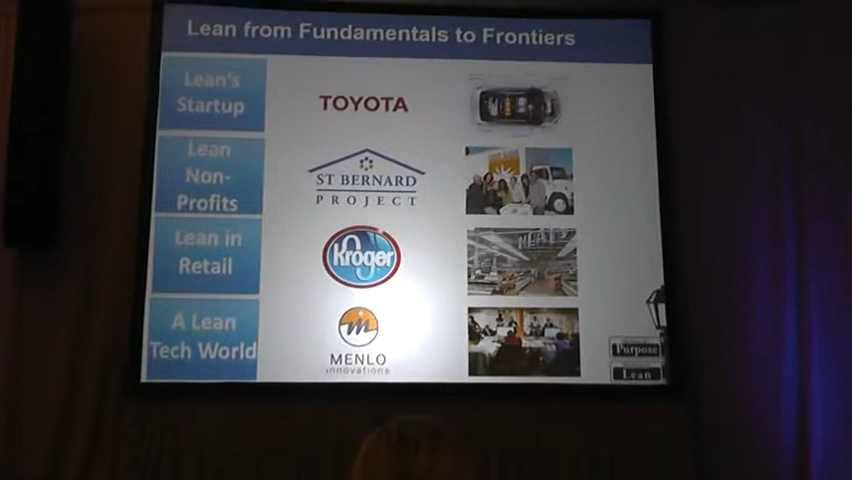 Lean from Fundamentals to Frontiers
Lean's
Startup
TOYOTA
Lean
Non-
Profits
ST BERNARD
PROJECT
Lean in
Retail
Kroger
HEALTH
A Lean
Tech World
m
MENLO
innovations
Purpose
Lean